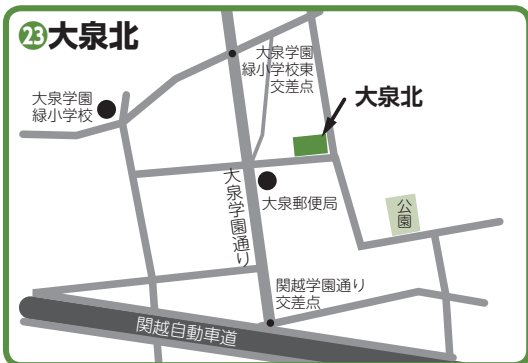 23大泉北
大泉学園
緑小学校東
交差点
大泉学園
緑小学校
大泉北
大泉学園通り
大泉郵便局
公園
関越学園通り
交差点
関越自動車道